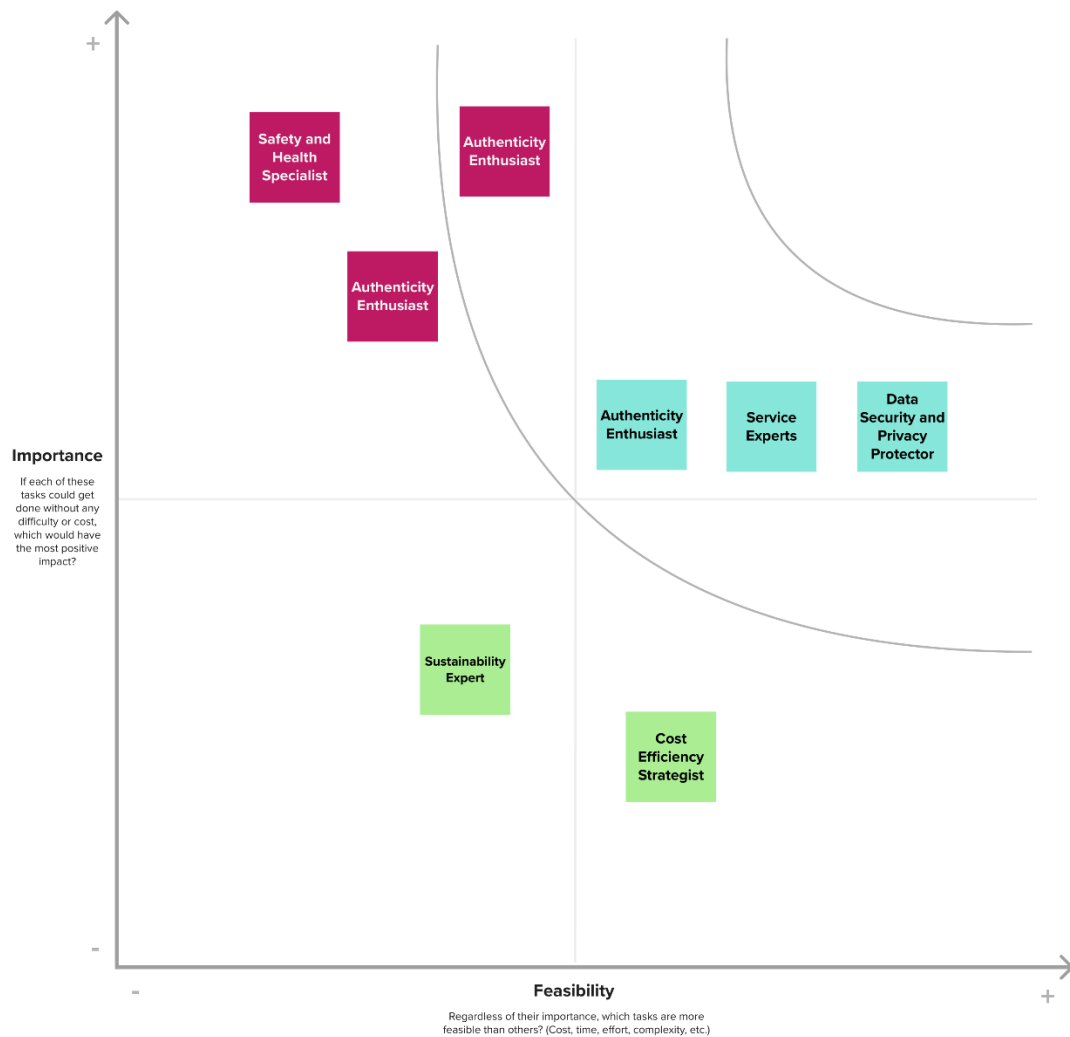 +
Safety and
Health
Specialist
Authenticity
Enthusiast
Authenticity
Enthusiast
Authenticity
Enthusiast
Service
Experts
Data
Security and
Privacy
Protector
Importance
If each of these
tasks could get
done without any
difficulty or cost,
which would have
the most positive
impact?
Sustainability
Expert
Cost
Efficiency
Strategist
-
-
Feasibility
+
Regardless of their importance, which tasks are more
feasible than others? (Cost, time, effort, complexity, etc.)